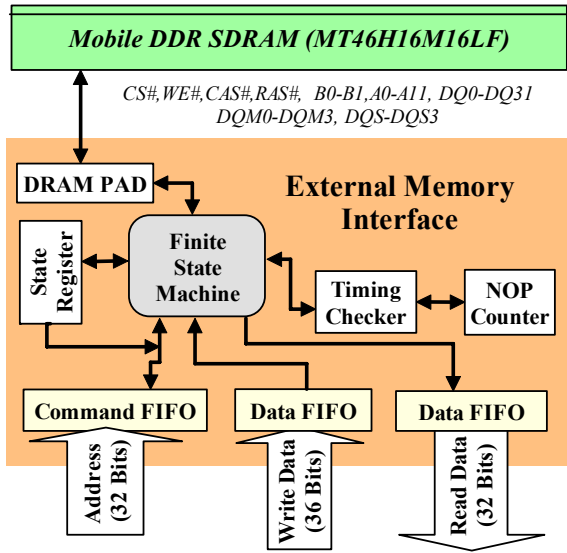 Mobile DDR SDRAM (MT46H16M16LF)
CS#,WE#,CAS#,RAS#, B0-B1,A0-A11, DQ0-DQ31
DQM0-DQM3, DQS-DQS3
DRAM PAD
External Memory
Interface
State
Register
Finite
State
Machine
Timing
Checker
NOP
Counter
Command FIFO
Data FIFO
Data FIFO
Address
(32 Bits)
Write Data
(36 Bits)
Read Data
(32 Bits)